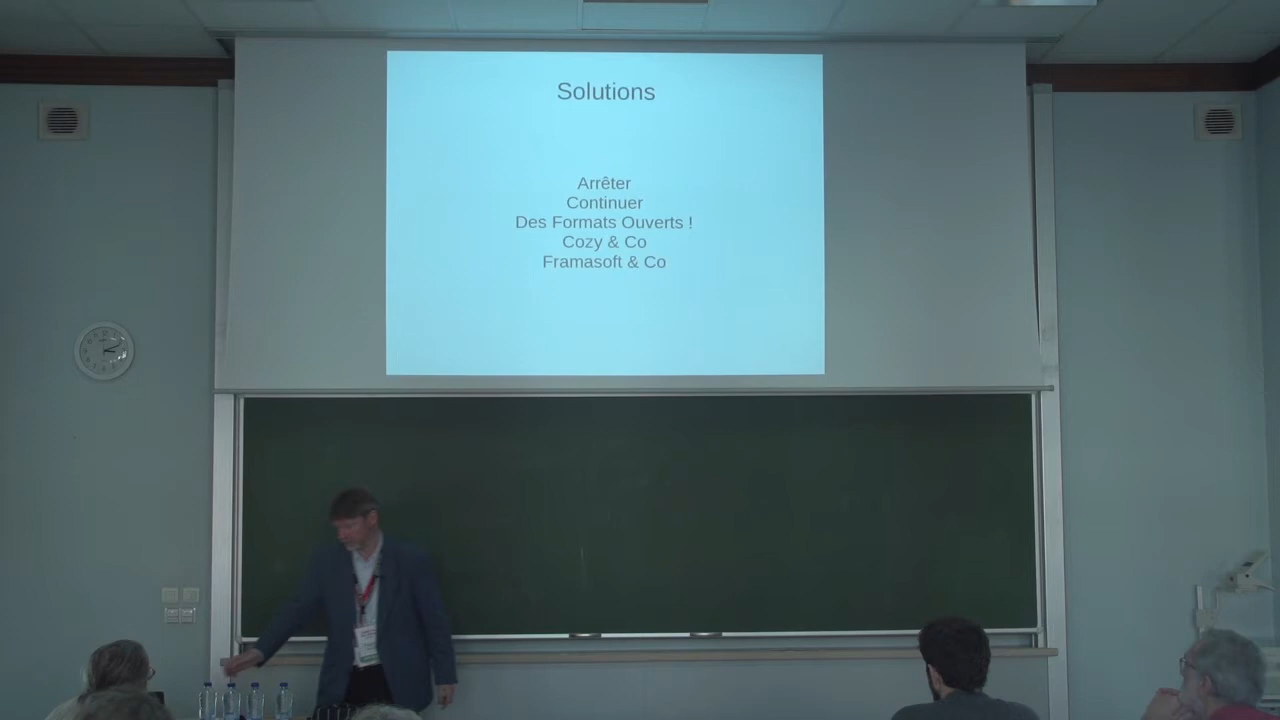 Solutions
Arrêter
Continuer
Des Formats Ouverts !
Cozy & Co
Framasoft & Co